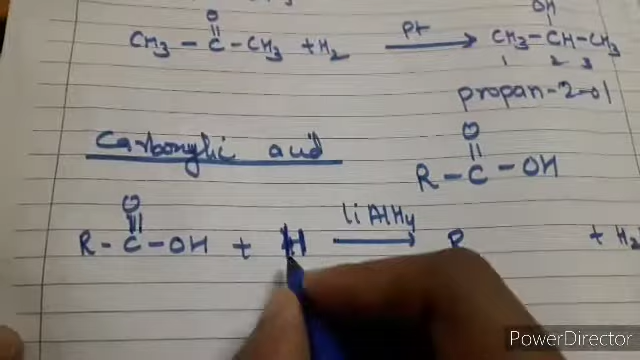 CH₃ - C - CH₃ + H₂ Pt CH₃ - CH - CH₃
O OH
1 2 3
propan-2-ol
Carboxylic acid
O
R - C - OH
O
R - C - OH + H LiAlH4 R + H₂
PowerDirector